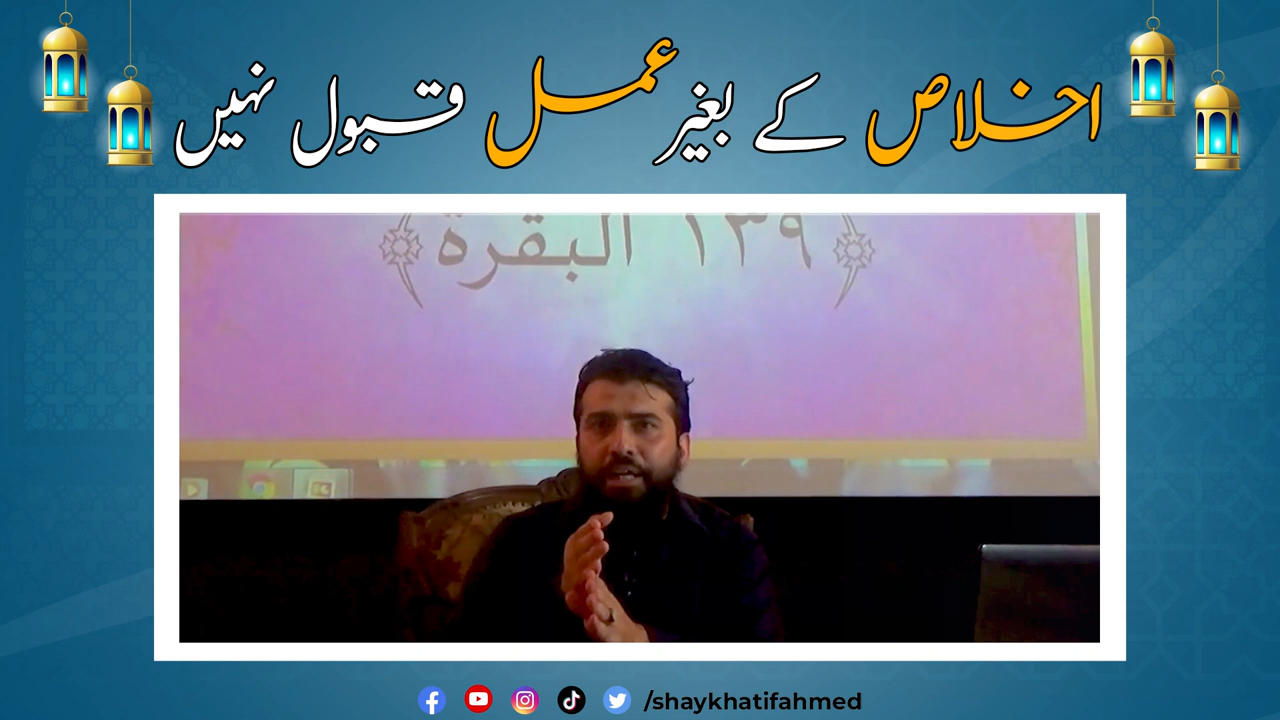 اخلاص کے بغیر عمل قبول نہیں
﴿١٣٩ البقرة﴾
/shaykhatifahmed